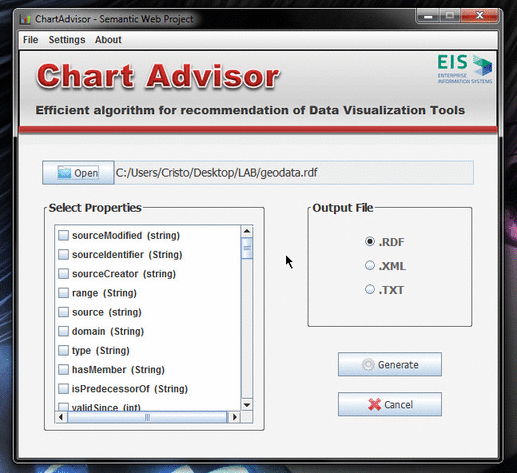 ChartAdvisor - Semantic Web Project
File Settings About
Chart Advisor
EIS
ENTERPRISE
INFORMATION SYSTEMS
Efficient algorithm for recommendation of Data Visualization Tools
Open C:/Users/Cristo/Desktop/LAB/geodata.rdf
Select Properties
sourceModified (string)
sourceIdentifier (string)
sourceCreator (string)
range (String)
source (String)
domain (String)
type (String)
hasMember (String)
isPredecessorOf (String)
validSince (int)
Output File
.RDF
.XML
.TXT
Generate
Cancel